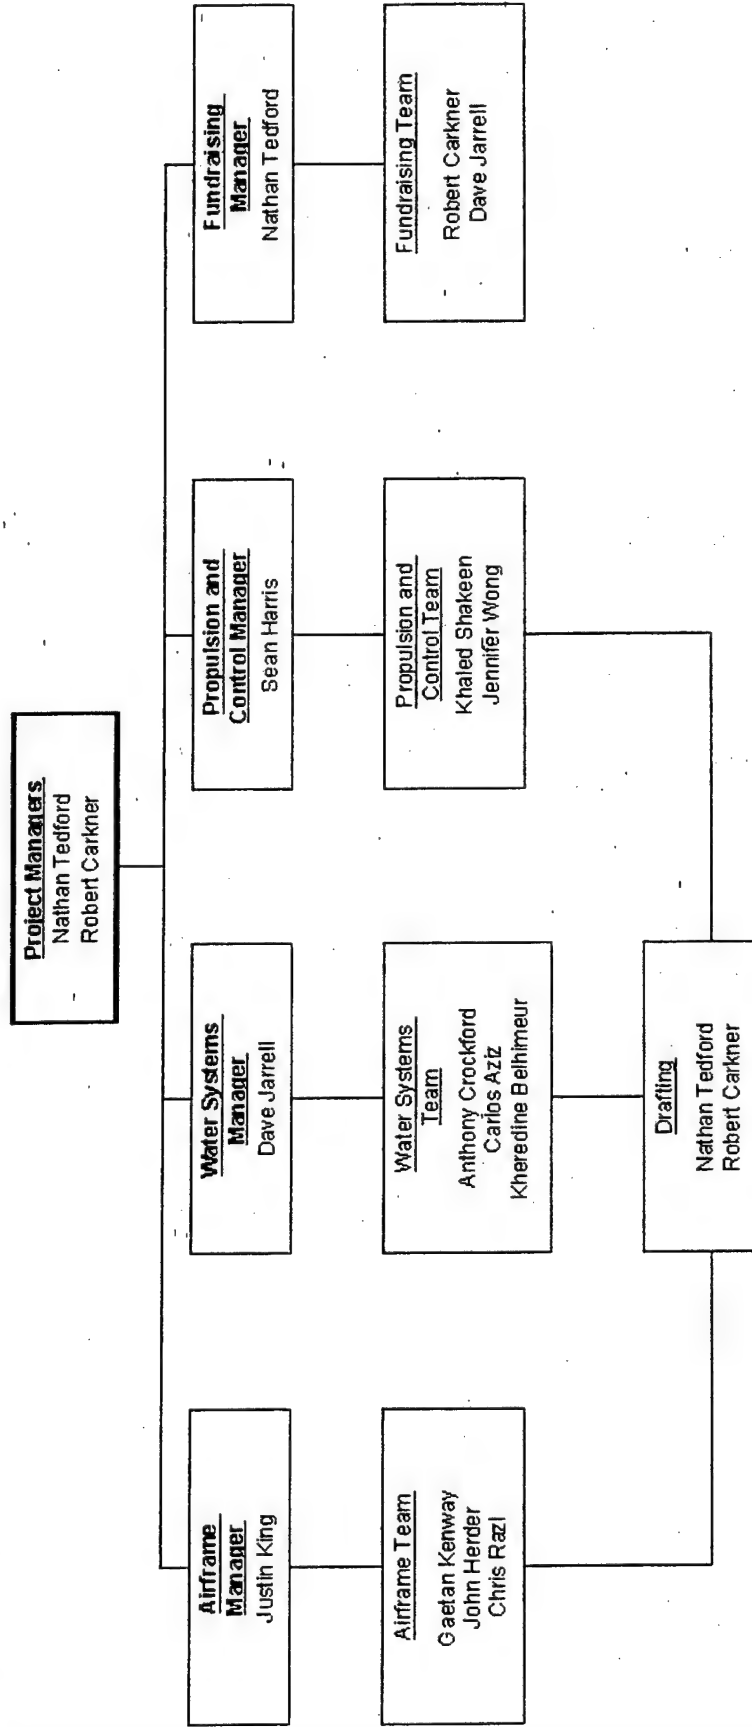 Project Managers
Nathan Tedford
Robert Carkner
Airframe
Manager
Justin King
Water Systems
Manager
Dave Jarrell
Propulsion and
Control Manager
Sean Harris
Fundraising
Manager
Nathan Tedford
Airframe Team
Gaetan Kenway
John Herder
Chris Razl
Water Systems
Team
Anthony Crockford
Carlos Aziz
Kheredine Belhimeur
Propulsion and
Control Team
Khaled Shakeen
Jennifer Wong
Fundraising Team
Robert Carkner
Dave Jarrell
Drafting
Nathan Tedford
Robert Carkner